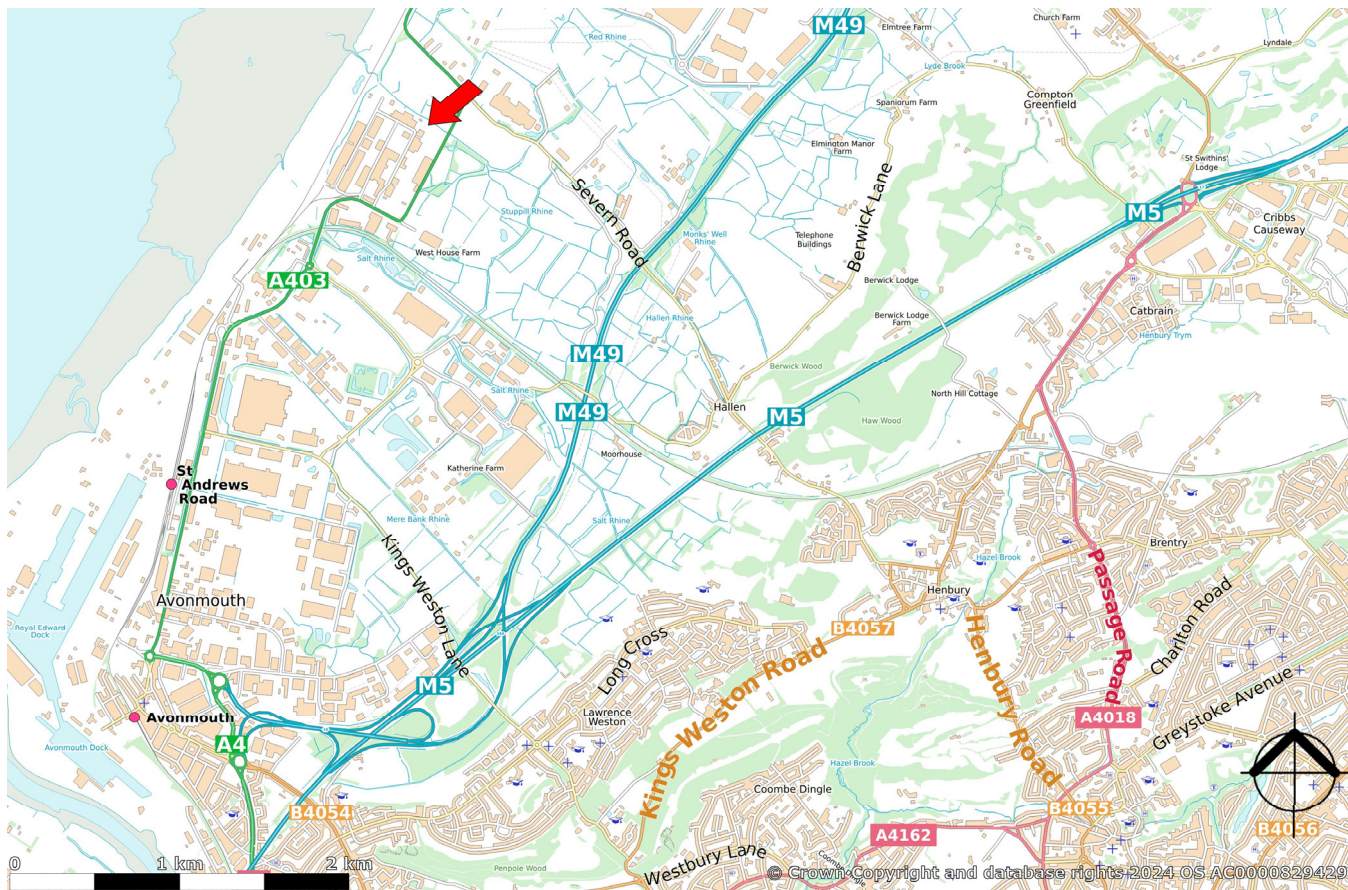 M49
Elmtree Farm
Church Farm
Red Rhine
Lyde Brook
Lyndale
Spaniorum Farm
Compton
Greenfield
Elmington Manor
Farm
St Swithins'
Lodge
Severn Road
Berwick Lane
M5
Cribbs
Causeway
Stuppill Rhine
Monks' Well
Rhine
Telephone
Buildings
West House Farm
Salt Rhine
A403
Berwick Lodge
Berwick Lodge
Farm
Catbrain
Henbury Trym
Hallen Rhine
M49
Berwick Wood
Salt Rhine
North Hill Cottage
M49
Hallen
M5
Haw Wood
Moorhouse
Katherine Farm
St
Andrews
Road
Mere Bank Rhine
Salt Rhine
Kings Weston Lane
Hazel Brook
Brentry
Passage Road
Avonmouth
Henbury
Charlton Road
Royal Edward
Dock
B4057
Long Cross
Kings Weston Road
Henbury Road
M5
Lawrence
Weston
A4018
Greystoke Avenue
Avonmouth
A4
Avonmouth Dock
Hazel Brook
Coombe Dingle
B4054
B4055
B4056
A4162
0 1 km 2 km
Penpole Wood
Westbury Lane
Coombe Dingle
© Crown Copyright and database rights 2024 OS AC0000829429